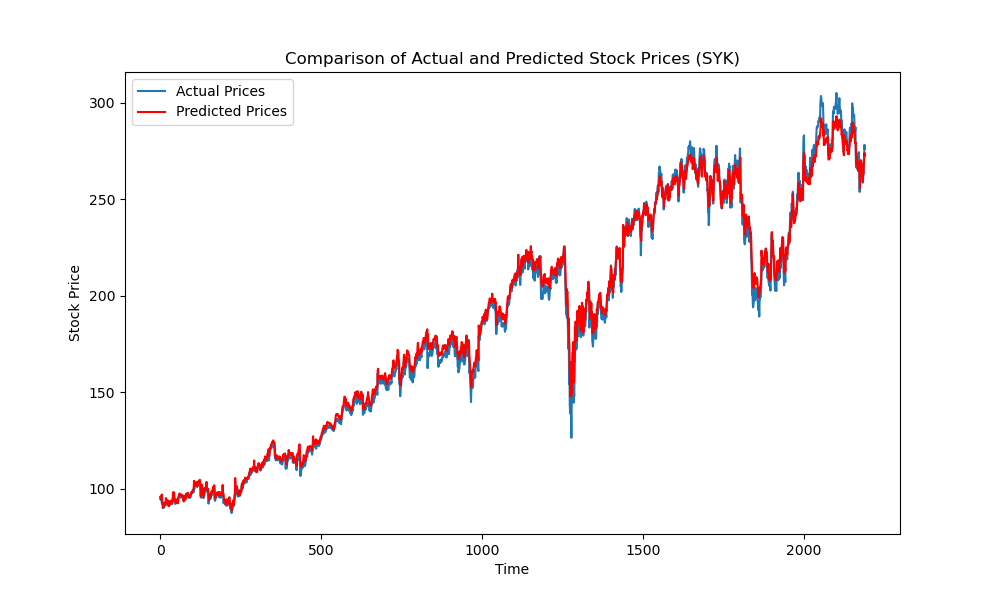 Comparison of Actual and Predicted Stock Prices (SYK)
Actual Prices
Predicted Prices
Stock Price
300
250
200
150
100
0 500 1000 1500 2000
Time